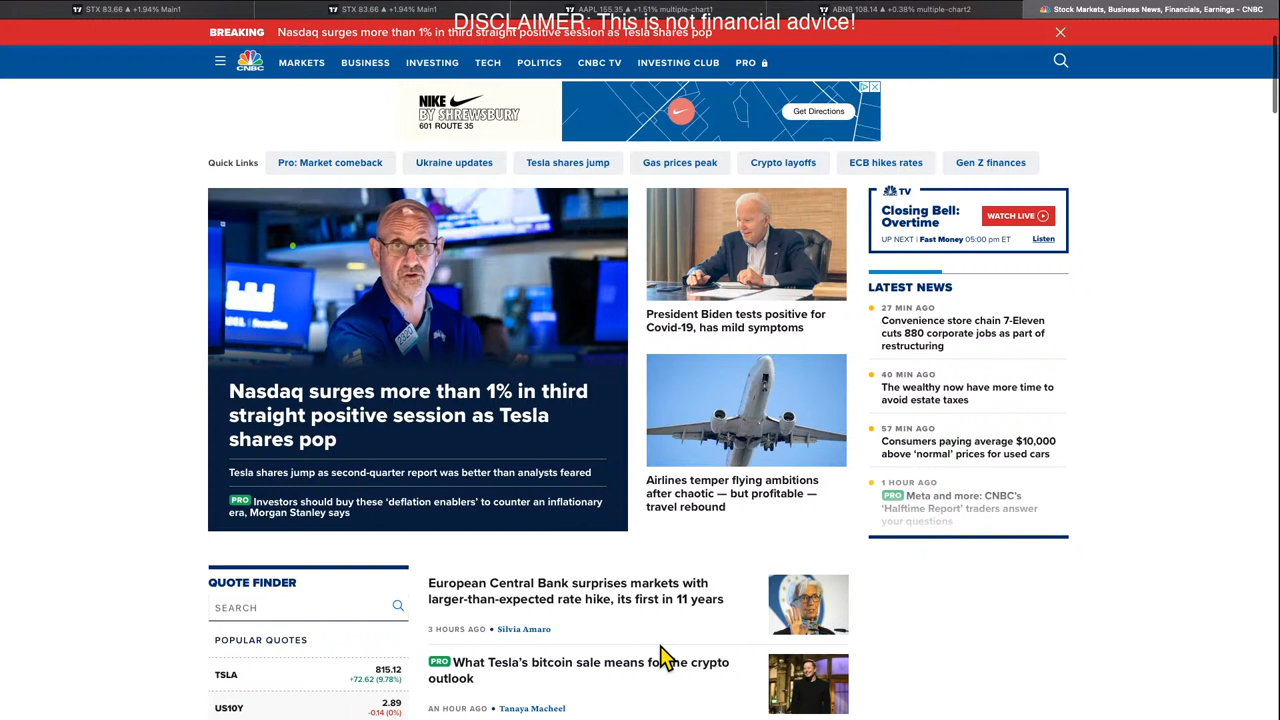 STX 83.66 ▲ +1.94% Main1
STX 83.66 ▲ +1.94% Main1
AAPL 155.35 ▲ +1.51% multiple-chart1
ABNB 108.14 ▲ +0.38% multiple-chart2
Stock Markets, Business News, Financials, Earnings – CNBC
DISCLAIMER: This is not financial advice!
BREAKING Nasdaq surges more than 1% in third straight positive session as Tesla shares pop
CNBC
MARKETS BUSINESS INVESTING TECH POLITICS CNBC TV INVESTING CLUB PRO
NIKE
BY SHREWSBURY
601 ROUTE 35
Get Directions
Quick Links
Pro: Market comeback
Ukraine updates
Tesla shares jump
Gas prices peak
Crypto layoffs
ECB hikes rates
Gen Z finances
Nasdaq surges more than 1% in third
straight positive session as Tesla
shares pop
Tesla shares jump as second-quarter report was better than analysts feared
PRO Investors should buy these ‘deflation enablers’ to counter an inflationary
era, Morgan Stanley says
President Biden tests positive for
Covid-19, has mild symptoms
Airlines temper flying ambitions
after chaotic — but profitable —
travel rebound
TV
Closing Bell:
Overtime
WATCH LIVE
UP NEXT | Fast Money 05:00 pm ET
Listen
LATEST NEWS
27 MIN AGO
Convenience store chain 7-Eleven
cuts 880 corporate jobs as part of
restructuring
40 MIN AGO
The wealthy now have more time to
avoid estate taxes
57 MIN AGO
Consumers paying average $10,000
above ‘normal’ prices for used cars
1 HOUR AGO
PRO Meta and more: CNBC’s
‘Halftime Report’ traders answer
your questions
QUOTE FINDER
SEARCH
POPULAR QUOTES
TSLA
815.12
+72.62 (9.78%)
US10Y
2.89
-0.14 (0%)
European Central Bank surprises markets with
larger-than-expected rate hike, its first in 11 years
3 HOURS AGO • Silvia Amaro
PRO What Tesla’s bitcoin sale means for the crypto
outlook
AN HOUR AGO • Tanaya Macheel